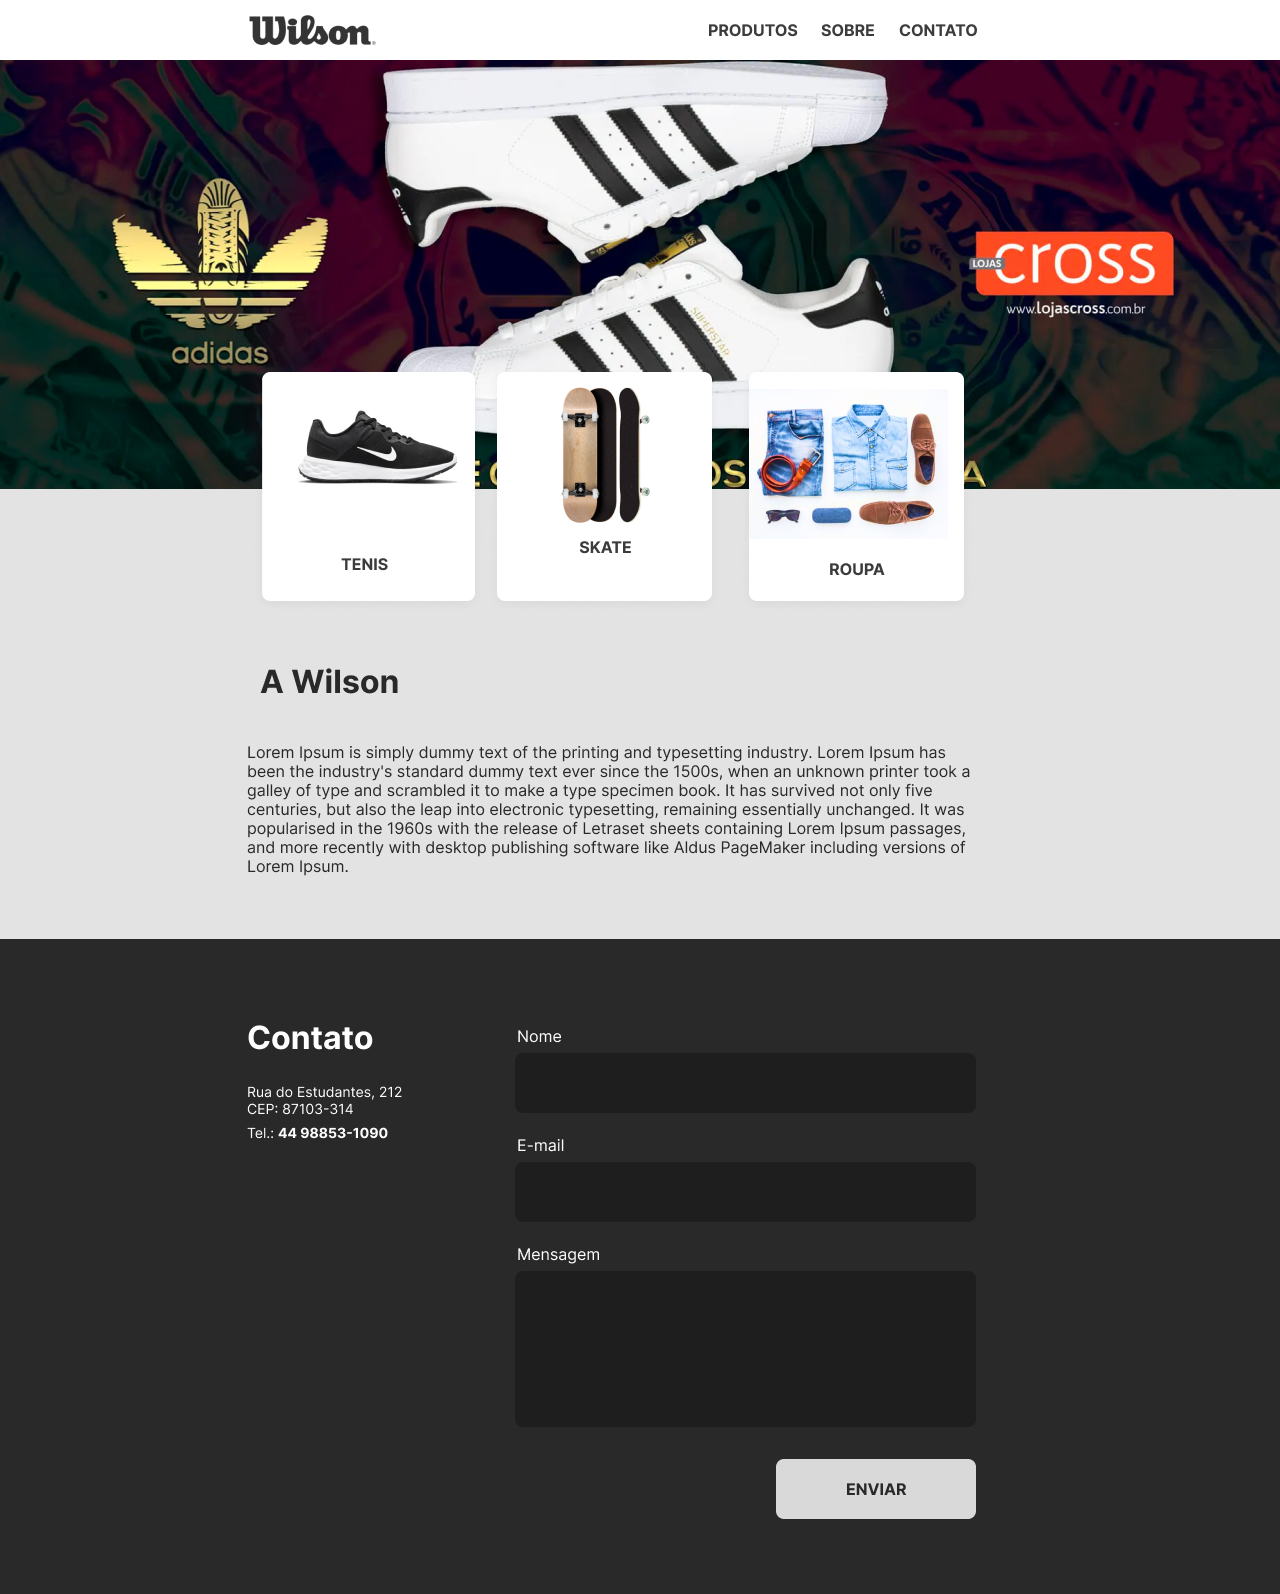 Wilson
PRODUTOS SOBRE CONTATO
adidas
SUPERSTAR
LOJAS
cross
www.lojascross.com.br
TENIS
SKATE
ROUPA
A Wilson
Lorem Ipsum is simply dummy text of the printing and typesetting industry. Lorem Ipsum has
been the industry's standard dummy text ever since the 1500s, when an unknown printer took a
galley of type and scrambled it to make a type specimen book. It has survived not only five
centuries, but also the leap into electronic typesetting, remaining essentially unchanged. It was
popularised in the 1960s with the release of Letraset sheets containing Lorem Ipsum passages,
and more recently with desktop publishing software like Aldus PageMaker including versions of
Lorem Ipsum.
Contato
Rua do Estudantes, 212
CEP: 87103-314
Tel.: 44 98853-1090
Nome
E-mail
Mensagem
ENVIAR